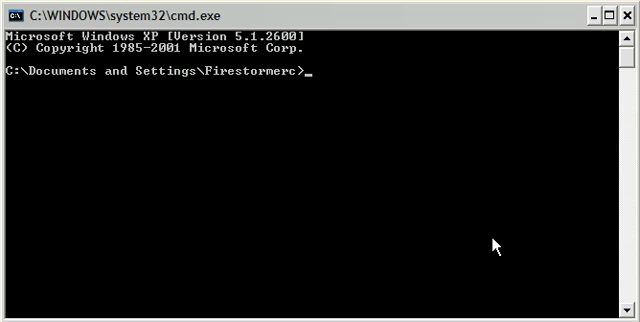 C:\WINDOWS\system32\cmd.exe
Microsoft Windows XP [Version 5.1.2600]
(C) Copyright 1985-2001 Microsoft Corp.
C:\Documents and Settings\Firestormerc>_